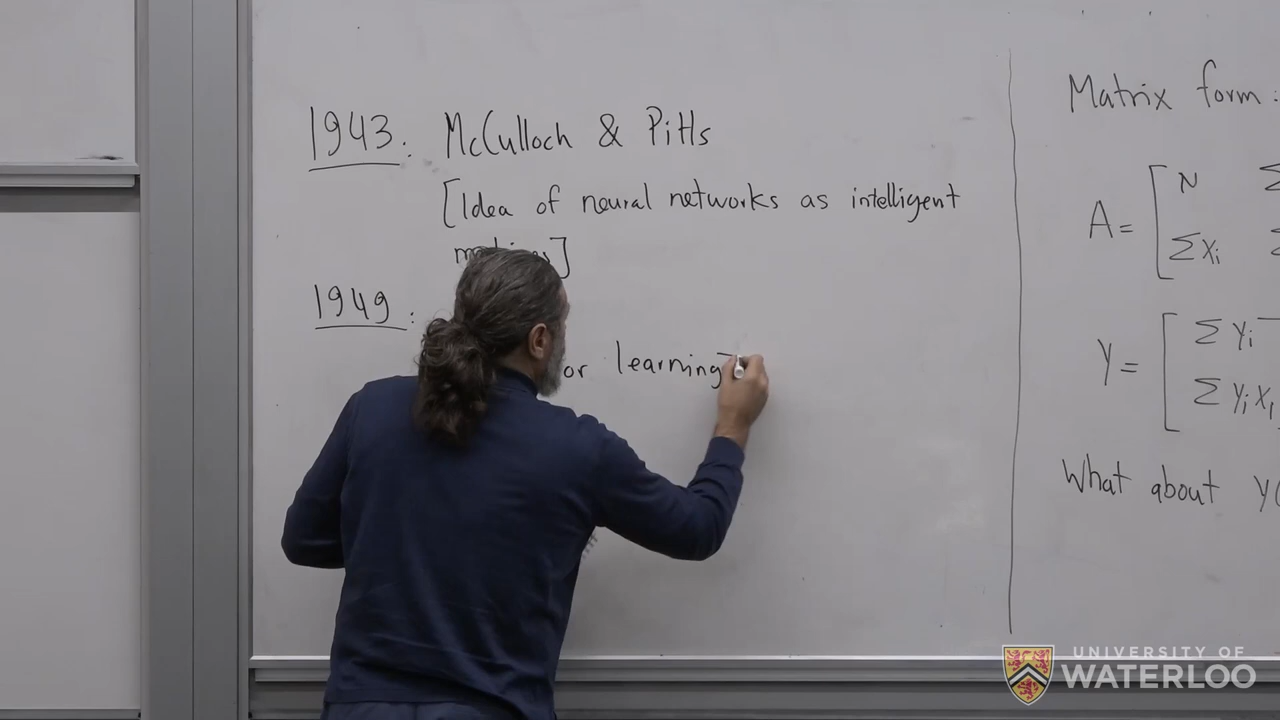 1943: McCulloch & Pitts
[Idea of neural networks as intelligent
1949:
or learning
Matrix form:
A = [ N Σ
Σxi Σ
Y = [ Σyi
Σyixi
What about y(
UNIVERSITY OF
WATERLOO